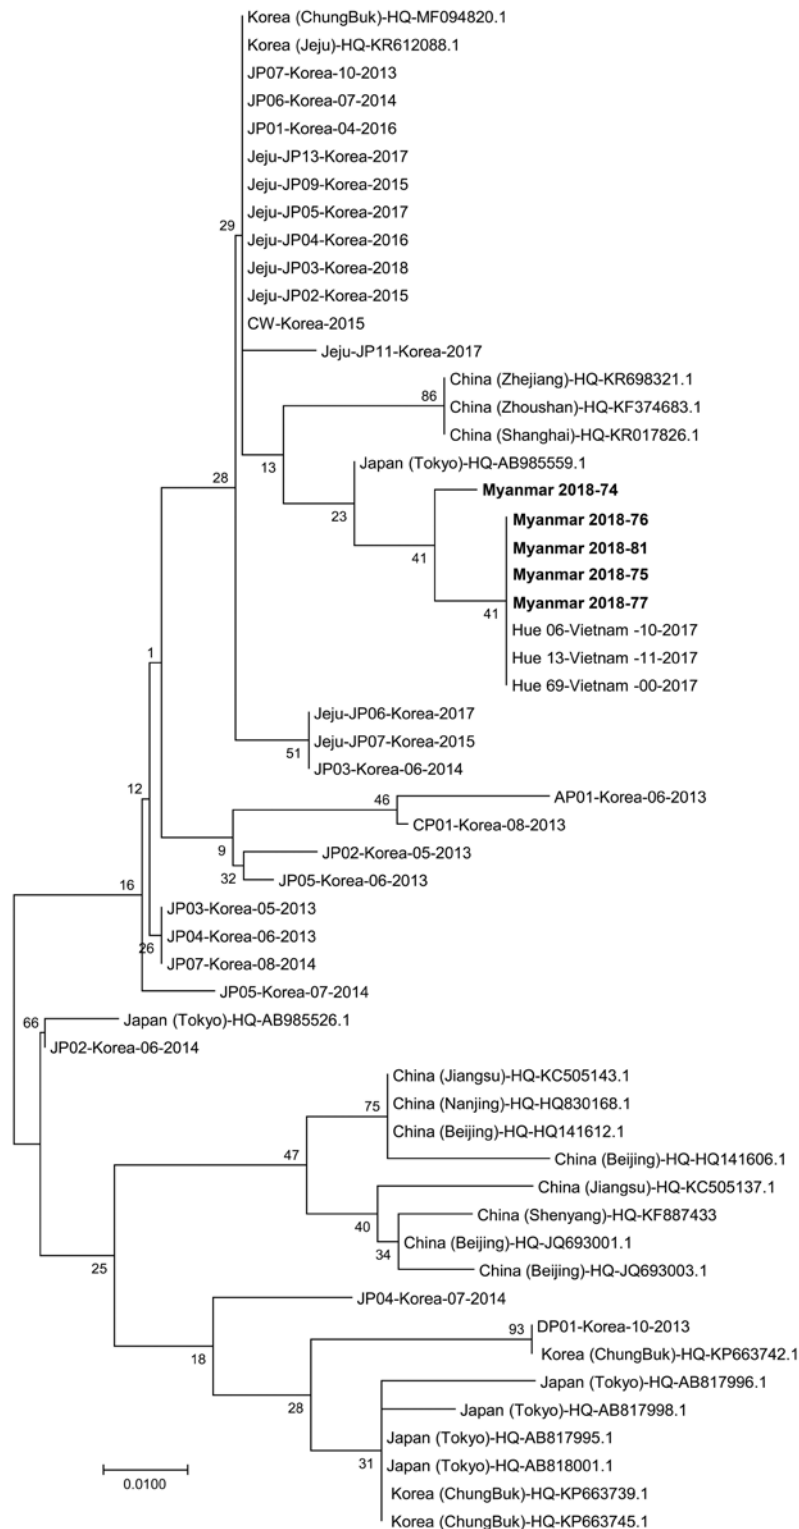 Korea (ChungBuk)-HQ-MF094820.1
Korea (Jeju)-HQ-KR612088.1
JP07-Korea-10-2013
JP06-Korea-07-2014
JP01-Korea-04-2016
Jeju-JP13-Korea-2017
Jeju-JP09-Korea-2015
Jeju-JP05-Korea-2017
29
Jeju-JP04-Korea-2016
Jeju-JP03-Korea-2018
Jeju-JP02-Korea-2015
CW-Korea-2015
Jeju-JP11-Korea-2017
China (Zhejiang)-HQ-KR698321.1
86
China (Zhoushan)-HQ-KF374683.1
China (Shanghai)-HQ-KR017826.1
13
Japan (Tokyo)-HQ-AB985559.1
28
Myanmar 2018-74
23
Myanmar 2018-76
Myanmar 2018-81
41
Myanmar 2018-75
Myanmar 2018-77
41
Hue 06-Vietnam -10-2017
1
Hue 13-Vietnam -11-2017
Hue 69-Vietnam -00-2017
Jeju-JP06-Korea-2017
Jeju-JP07-Korea-2015
51
JP03-Korea-06-2014
12
AP01-Korea-06-2013
46
CP01-Korea-08-2013
9
JP02-Korea-05-2013
32
JP05-Korea-06-2013
16
JP03-Korea-05-2013
JP04-Korea-06-2013
26
JP07-Korea-08-2014
JP05-Korea-07-2014
66
Japan (Tokyo)-HQ-AB985526.1
JP02-Korea-06-2014
China (Jiangsu)-HQ-KC505143.1
75
China (Nanjing)-HQ-HQ830168.1
China (Beijing)-HQ-HQ141612.1
47
China (Beijing)-HQ-HQ141606.1
China (Jiangsu)-HQ-KC505137.1
40
China (Shenyang)-HQ-KF887433
China (Beijing)-HQ-JQ693001.1
34
25
China (Beijing)-HQ-JQ693003.1
JP04-Korea-07-2014
93
DP01-Korea-10-2013
18
Korea (ChungBuk)-HQ-KP663742.1
Japan (Tokyo)-HQ-AB817996.1
28
Japan (Tokyo)-HQ-AB817998.1
Japan (Tokyo)-HQ-AB817995.1
31
Japan (Tokyo)-HQ-AB818001.1
0.0100
Korea (ChungBuk)-HQ-KP663739.1
Korea (ChungBuk)-HQ-KP663745.1